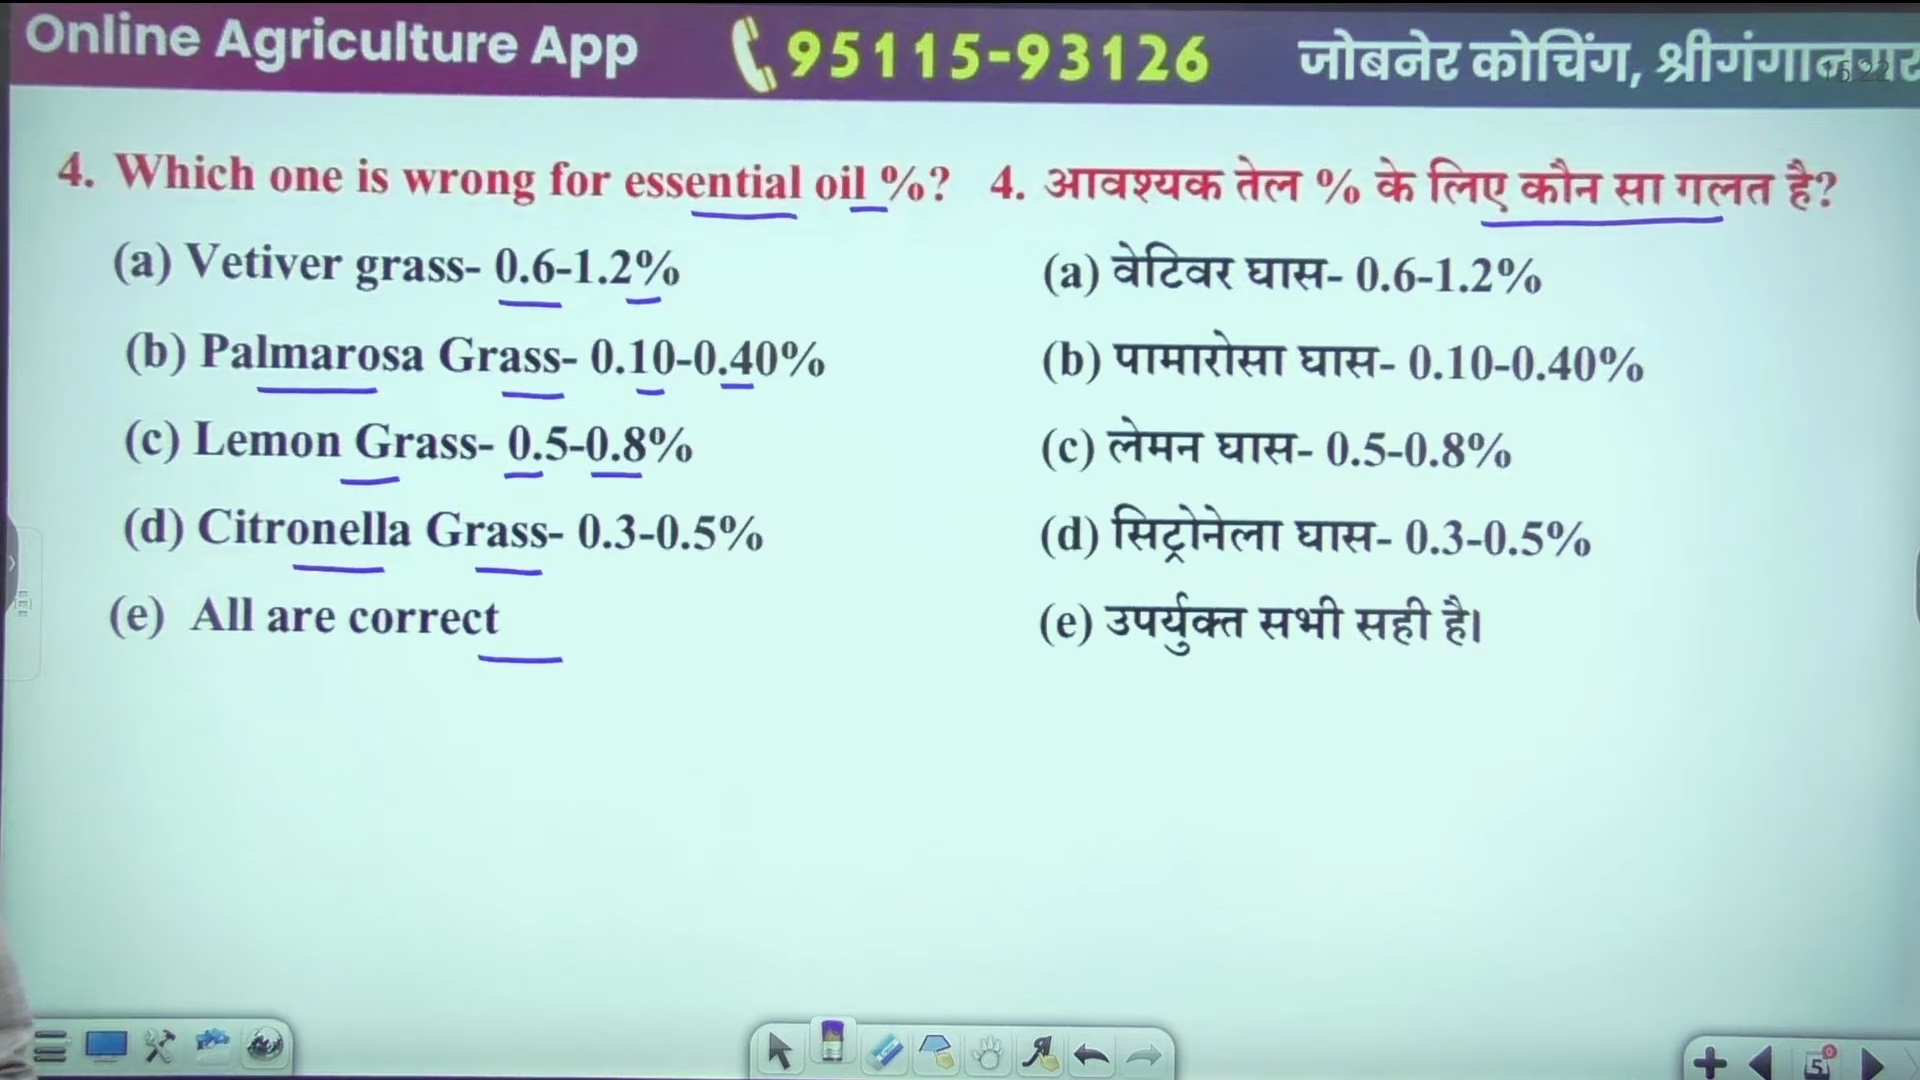 Online Agriculture App 95115-93126 जोबनेर कोचिंग, श्रीगंगानगर
4. Which one is wrong for essential oil %?
(a) Vetiver grass- 0.6-1.2%
(b) Palmarosa Grass- 0.10-0.40%
(c) Lemon Grass- 0.5-0.8%
(d) Citronella Grass- 0.3-0.5%
(e) All are correct
4. आवश्यक तेल % के लिए कौन सा गलत है?
(a) वेटिवर घास- 0.6-1.2%
(b) पामारोसा घास- 0.10-0.40%
(c) लेमन घास- 0.5-0.8%
(d) सिट्रोनेला घास- 0.3-0.5%
(e) उपर्युक्त सभी सही है।